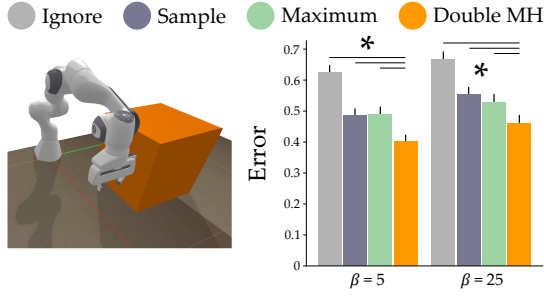 Ignore Sample Maximum Double MH
Error
0.7
0.6
0.5
0.4
0.3
0.2
0.1
0
*
*
β = 5
β = 25